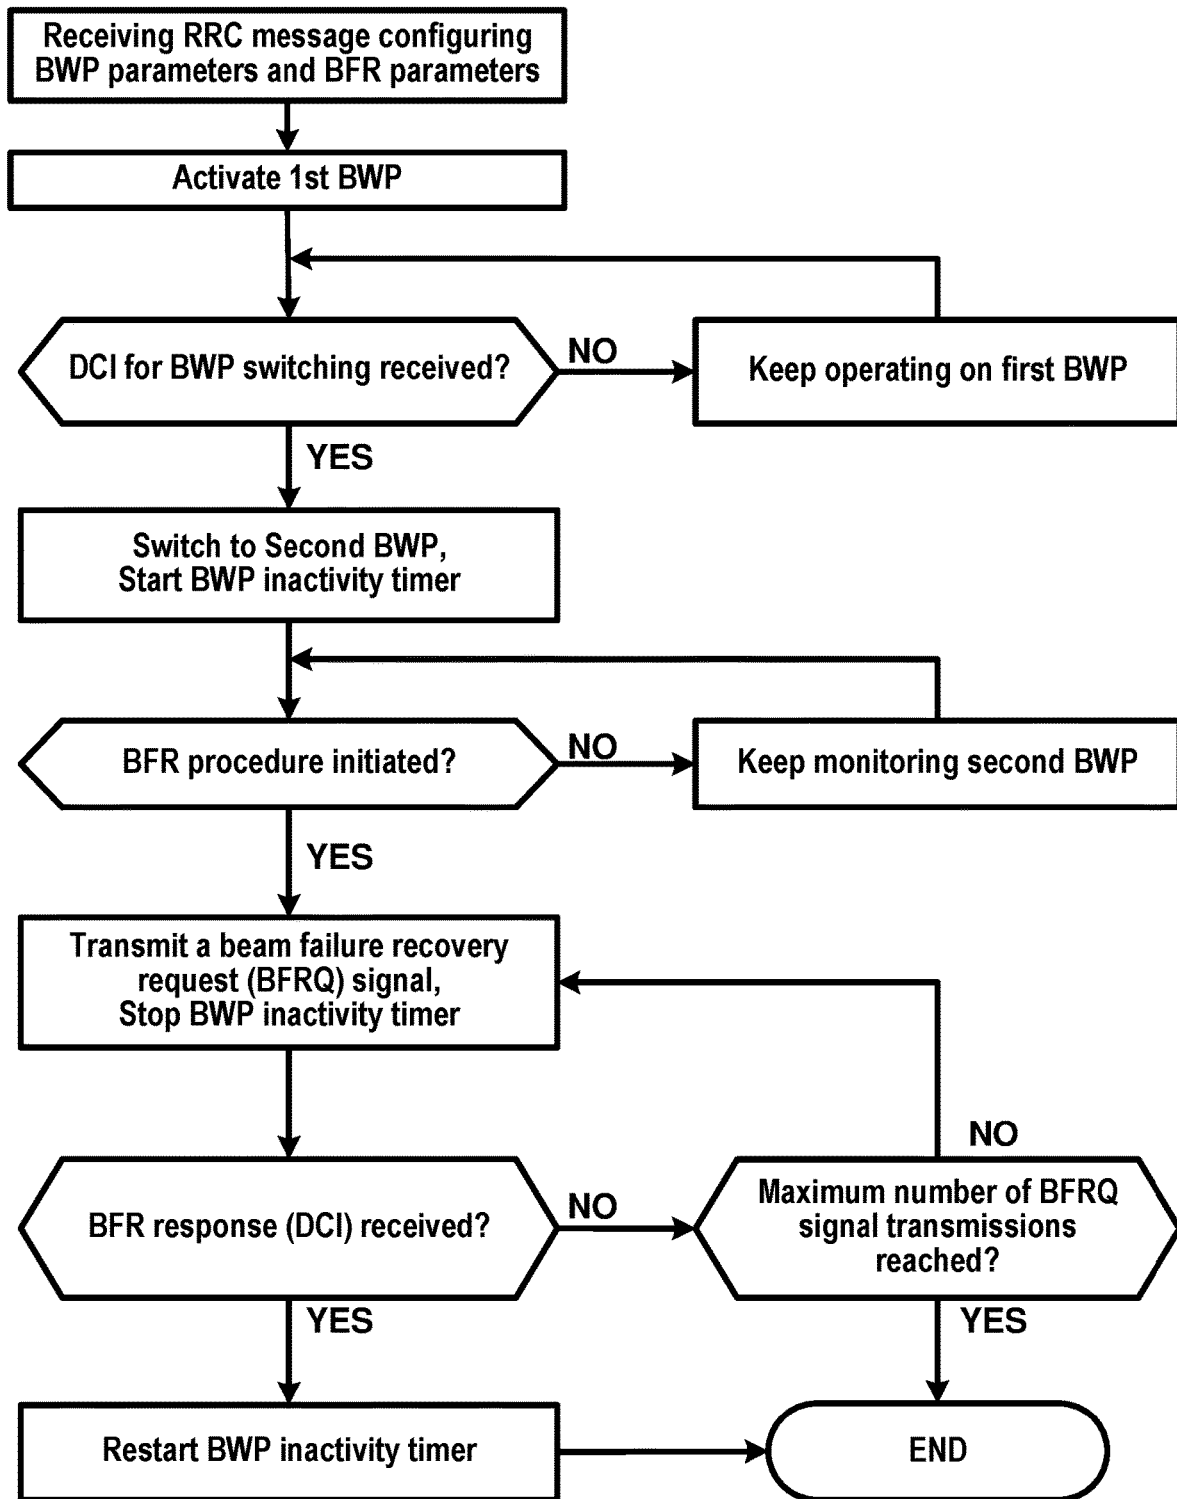 Receiving RRC message configuring
BWP parameters and BFR parameters
Activate 1st BWP
DCI for BWP switching received?
NO
Keep operating on first BWP
YES
Switch to Second BWP,
Start BWP inactivity timer
BFR procedure initiated?
NO
Keep monitoring second BWP
YES
Transmit a beam failure recovery
request (BFRQ) signal,
Stop BWP inactivity timer
BFR response (DCI) received?
NO
Maximum number of BFRQ
signal transmissions
reached?
NO
YES
YES
Restart BWP inactivity timer
END